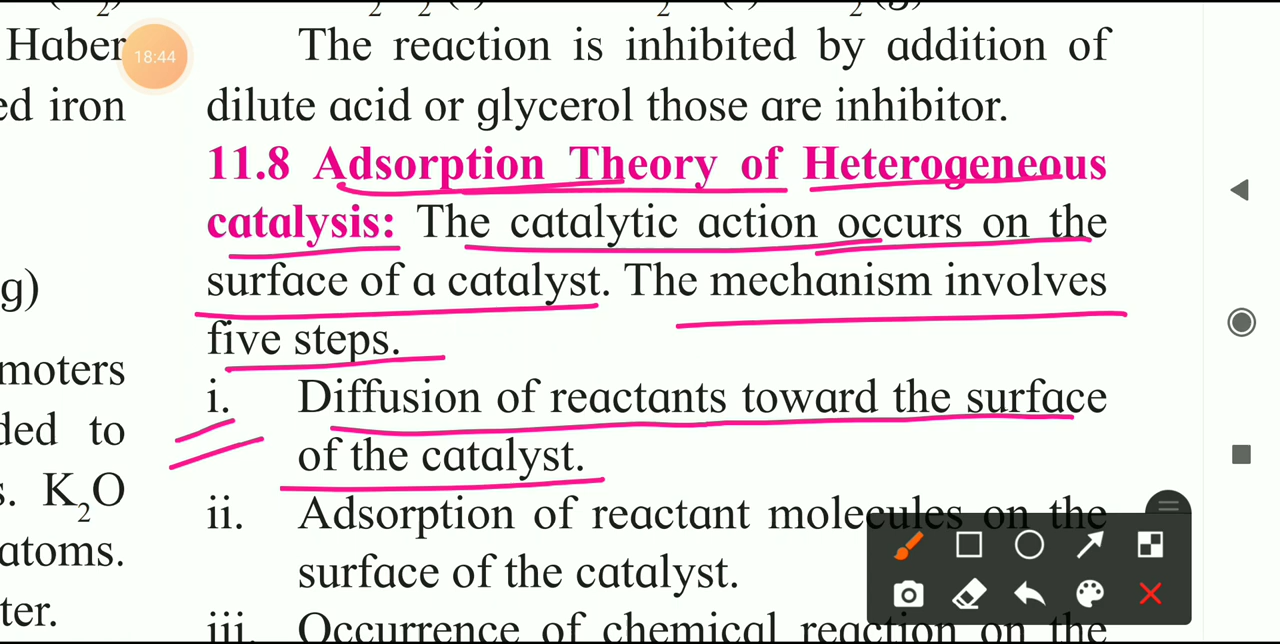 Haber
ed iron
g)
moters
ded to
s. K₂O
atoms.
ter.
18:44
The reaction is inhibited by addition of
dilute acid or glycerol those are inhibitor.
11.8 Adsorption Theory of Heterogeneous
catalysis: The catalytic action occurs on the
surface of a catalyst. The mechanism involves
five steps.
i. Diffusion of reactants toward the surface
of the catalyst.
ii. Adsorption of reactant molecules on the
surface of the catalyst.
iii. Occurrence of chemical reaction on the